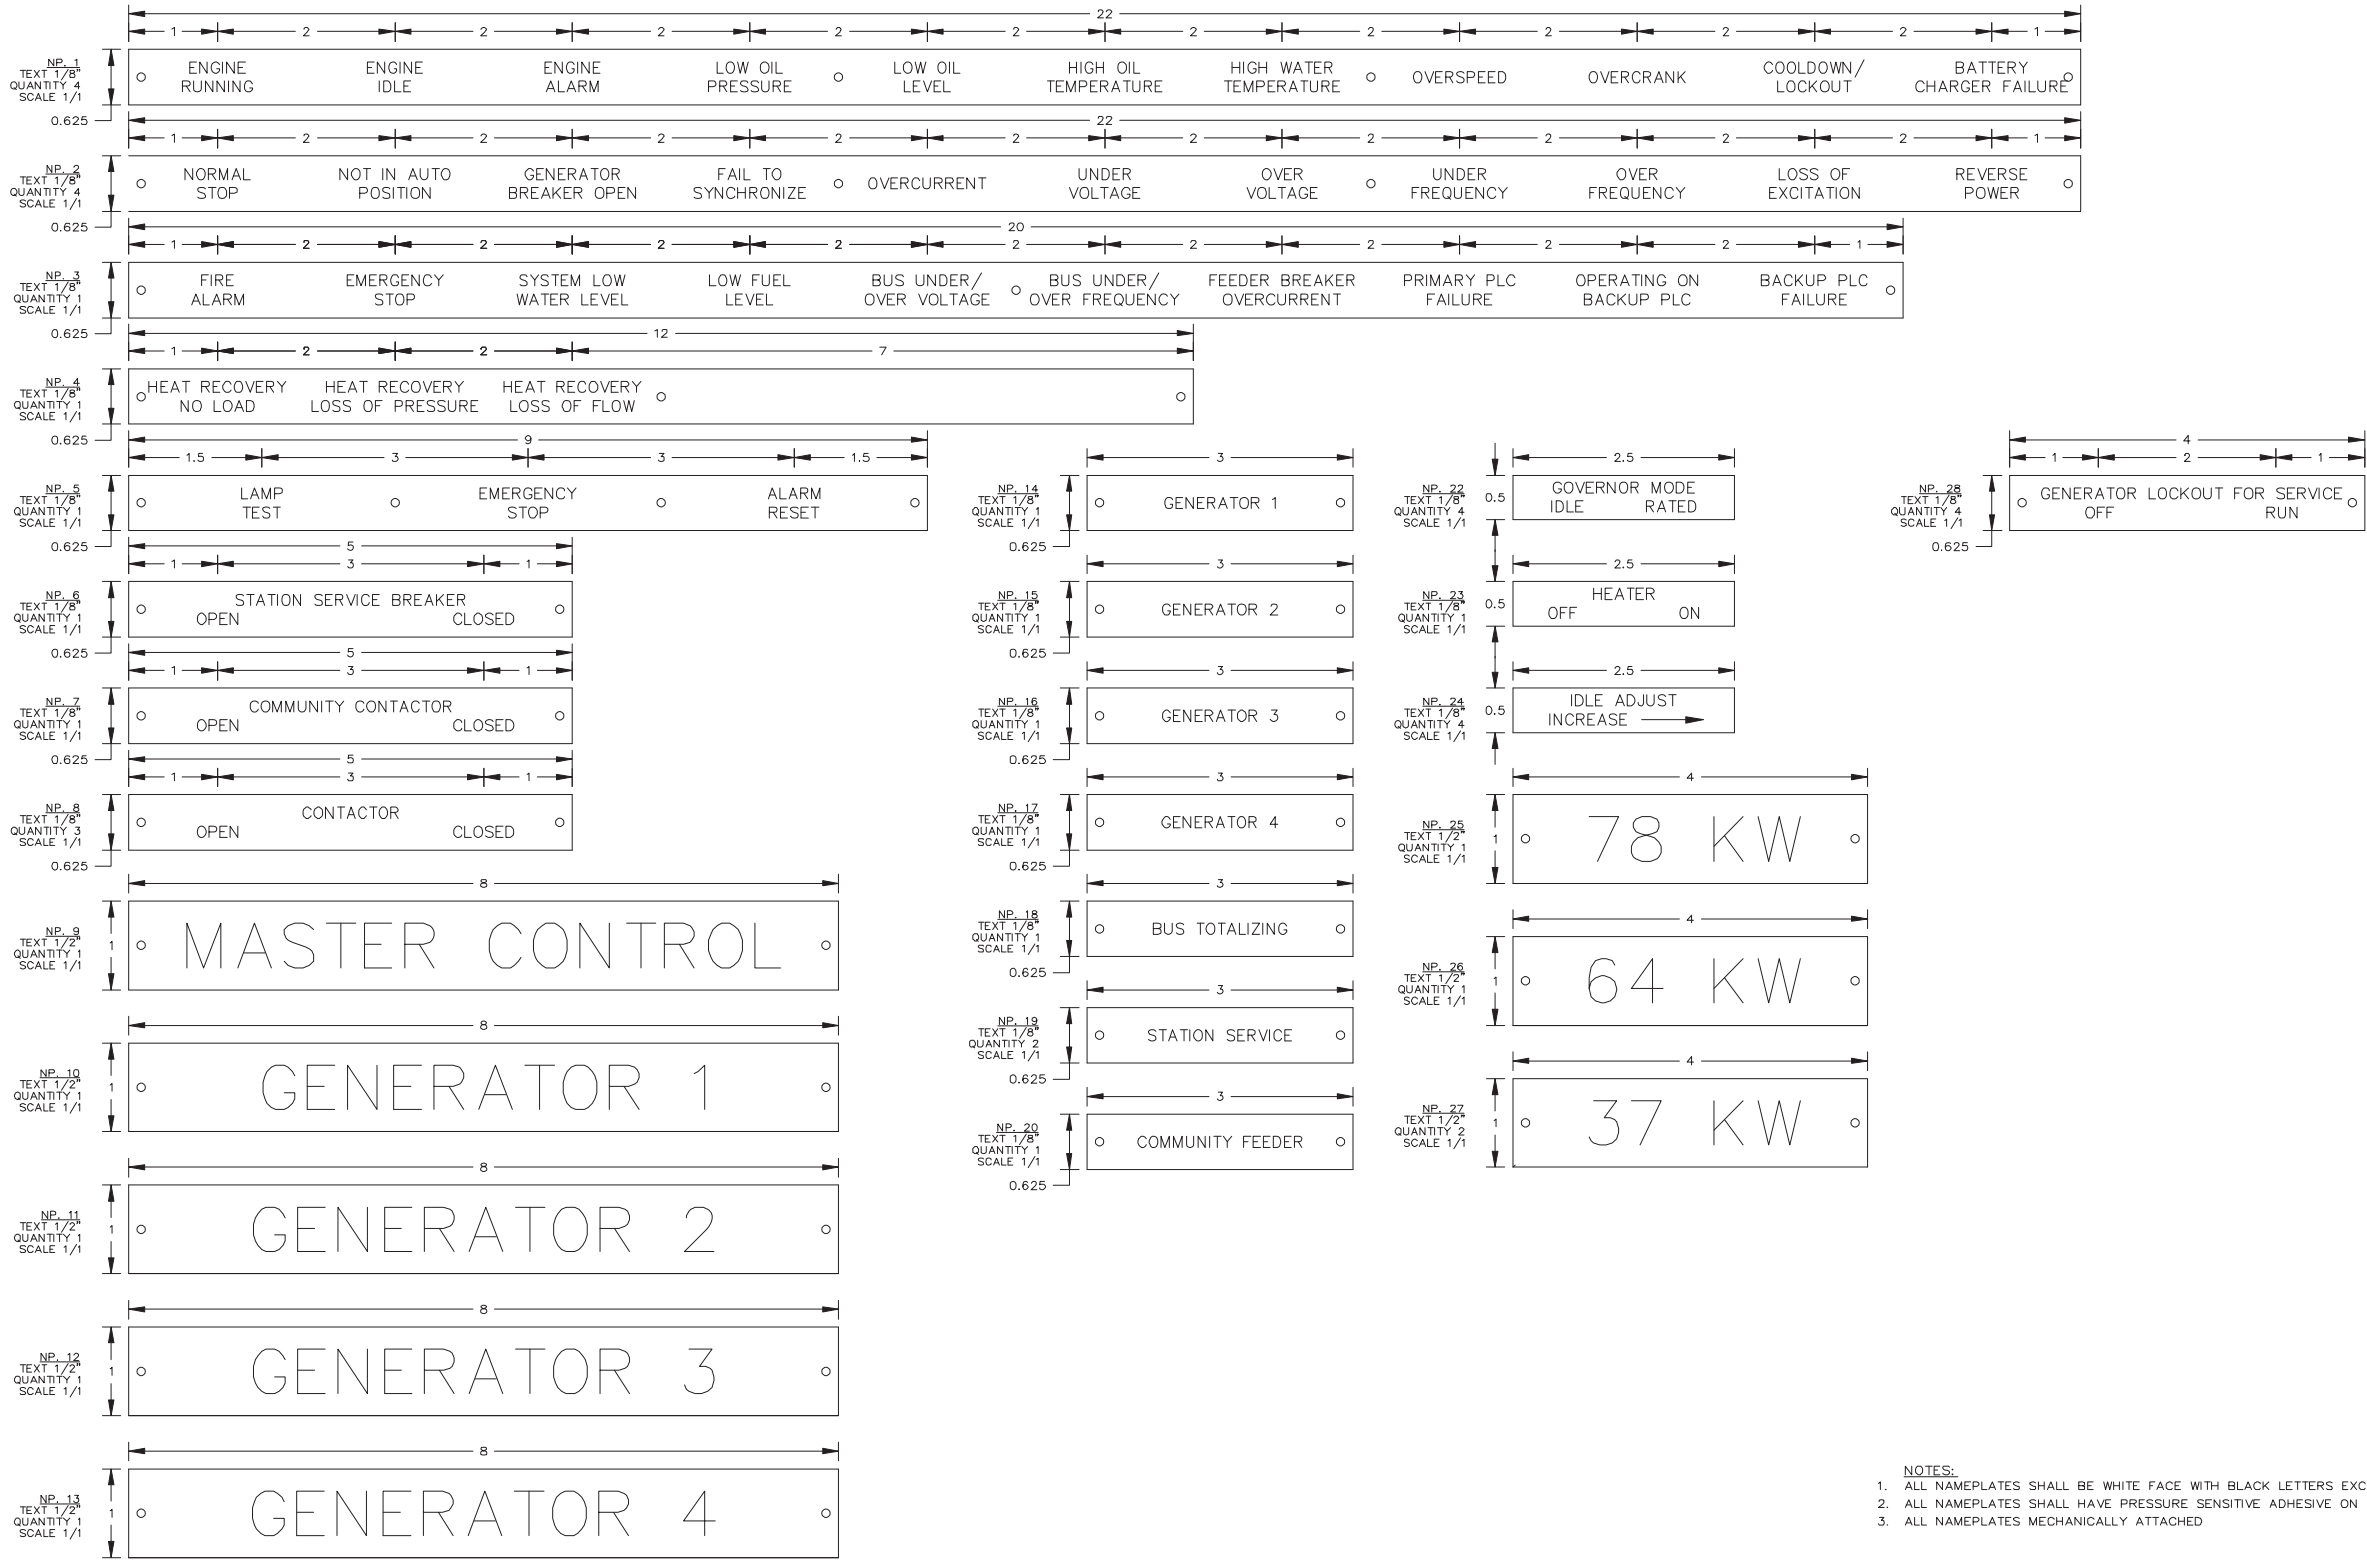 22
1 2 2 2 2 2 2 2 2 2 2 1
NP. 1
TEXT 1/8"
QUANTITY 4
SCALE 1/1
0.625
ENGINE RUNNING
ENGINE IDLE
ENGINE ALARM
LOW OIL PRESSURE
LOW OIL LEVEL
HIGH OIL TEMPERATURE
HIGH WATER TEMPERATURE
OVERSPEED
OVERCRANK
COOLDOWN/ LOCKOUT
BATTERY CHARGER FAILURE
22
1 2 2 2 2 2 2 2 2 2 2 1
NP. 2
TEXT 1/8"
QUANTITY 4
SCALE 1/1
0.625
NORMAL STOP
NOT IN AUTO POSITION
GENERATOR BREAKER OPEN
FAIL TO SYNCHRONIZE
OVERCURRENT
UNDER VOLTAGE
OVER VOLTAGE
UNDER FREQUENCY
OVER FREQUENCY
LOSS OF EXCITATION
REVERSE POWER
20
1 2 2 2 2 2 2 2 2 2 1
NP. 3
TEXT 1/8"
QUANTITY 1
SCALE 1/1
0.625
FIRE ALARM
EMERGENCY STOP
SYSTEM LOW WATER LEVEL
LOW FUEL LEVEL
BUS UNDER/ OVER VOLTAGE
BUS UNDER/ OVER FREQUENCY
FEEDER BREAKER OVERCURRENT
PRIMARY PLC FAILURE
OPERATING ON BACKUP PLC
BACKUP PLC FAILURE
12
1 2 2 7
NP. 4
TEXT 1/8"
QUANTITY 1
SCALE 1/1
0.625
HEAT RECOVERY NO LOAD
HEAT RECOVERY LOSS OF PRESSURE
HEAT RECOVERY LOSS OF FLOW
9
1.5 3 3 1.5
NP. 5
TEXT 1/8"
QUANTITY 1
SCALE 1/1
0.625
LAMP TEST
EMERGENCY STOP
ALARM RESET
5
1 3 1
NP. 6
TEXT 1/8"
QUANTITY 1
SCALE 1/1
0.625
STATION SERVICE BREAKER
OPEN CLOSED
5
1 3 1
NP. 7
TEXT 1/8"
QUANTITY 1
SCALE 1/1
0.625
COMMUNITY CONTACTOR
OPEN CLOSED
5
1 3 1
NP. 8
TEXT 1/8"
QUANTITY 3
SCALE 1/1
0.625
CONTACTOR
OPEN CLOSED
8
NP. 9
TEXT 1/2"
QUANTITY 1
SCALE 1/1
1
MASTER CONTROL
8
NP. 10
TEXT 1/2"
QUANTITY 1
SCALE 1/1
1
GENERATOR 1
8
NP. 11
TEXT 1/2"
QUANTITY 1
SCALE 1/1
1
GENERATOR 2
8
NP. 12
TEXT 1/2"
QUANTITY 1
SCALE 1/1
1
GENERATOR 3
8
NP. 13
TEXT 1/2"
QUANTITY 1
SCALE 1/1
1
GENERATOR 4
3
NP. 14
TEXT 1/8"
QUANTITY 1
SCALE 1/1
0.625
GENERATOR 1
3
NP. 15
TEXT 1/8"
QUANTITY 1
SCALE 1/1
0.625
GENERATOR 2
3
NP. 16
TEXT 1/8"
QUANTITY 1
SCALE 1/1
0.625
GENERATOR 3
3
NP. 17
TEXT 1/8"
QUANTITY 1
SCALE 1/1
0.625
GENERATOR 4
3
NP. 18
TEXT 1/8"
QUANTITY 1
SCALE 1/1
0.625
BUS TOTALIZING
3
NP. 19
TEXT 1/8"
QUANTITY 2
SCALE 1/1
0.625
STATION SERVICE
3
NP. 20
TEXT 1/8"
QUANTITY 1
SCALE 1/1
0.625
COMMUNITY FEEDER
2.5
NP. 22
TEXT 1/8"
QUANTITY 4
SCALE 1/1
0.5
GOVERNOR MODE
IDLE RATED
2.5
NP. 23
TEXT 1/8"
QUANTITY 1
SCALE 1/1
0.5
HEATER
OFF ON
2.5
NP. 24
TEXT 1/8"
QUANTITY 4
SCALE 1/1
0.5
IDLE ADJUST
INCREASE
4
NP. 25
TEXT 1/2"
QUANTITY 1
SCALE 1/1
1
78 KW
4
NP. 26
TEXT 1/2"
QUANTITY 1
SCALE 1/1
1
64 KW
4
NP. 27
TEXT 1/2"
QUANTITY 2
SCALE 1/1
1
37 KW
4
1 2 1
NP. 28
TEXT 1/8"
QUANTITY 4
SCALE 1/1
0.625
GENERATOR LOCKOUT FOR SERVICE
OFF RUN
NOTES:
1. ALL NAMEPLATES SHALL BE WHITE FACE WITH BLACK LETTERS EXC
2. ALL NAMEPLATES SHALL HAVE PRESSURE SENSITIVE ADHESIVE ON
3. ALL NAMEPLATES MECHANICALLY ATTACHED